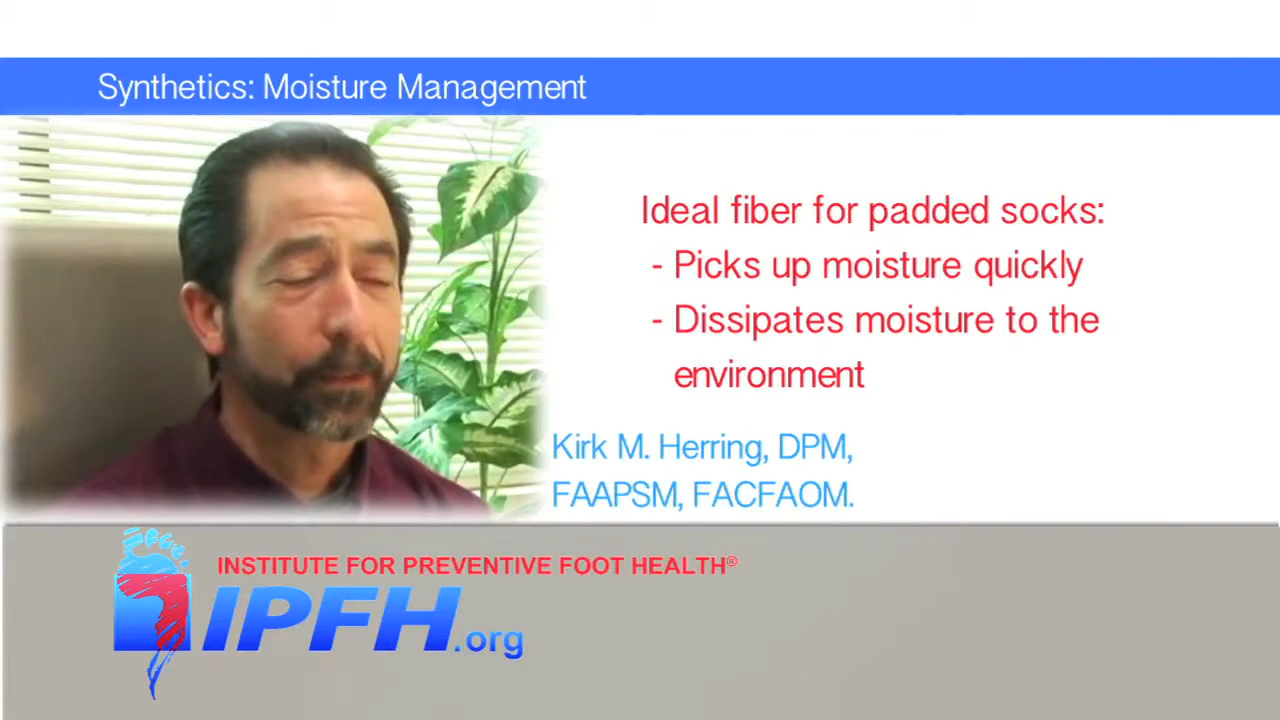 Synthetics: Moisture Management
Ideal fiber for padded socks:
- Picks up moisture quickly
- Dissipates moisture to the
environment
Kirk M. Herring, DPM,
FAAPSM, FACFAOM.
INSTITUTE FOR PREVENTIVE FOOT HEALTH®
IPFH.org